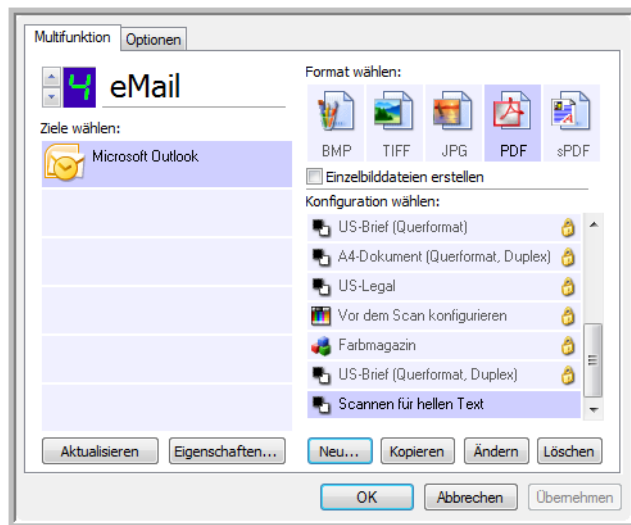 Multifunktion Optionen
4 eMail
Ziele wählen:
Microsoft Outlook
Format wählen:
BMP TIFF JPG PDF sPDF
Einzelbilddateien erstellen
Konfiguration wählen:
US-Brief (Querformat)
A4-Dokument (Querformat, Duplex)
US-Legal
Vor dem Scan konfigurieren
Farbmagazin
US-Brief (Querformat, Duplex)
Scannen für hellen Text
Aktualisieren Eigenschaften... Neu... Kopieren Ändern Löschen
OK Abbrechen Übernehmen